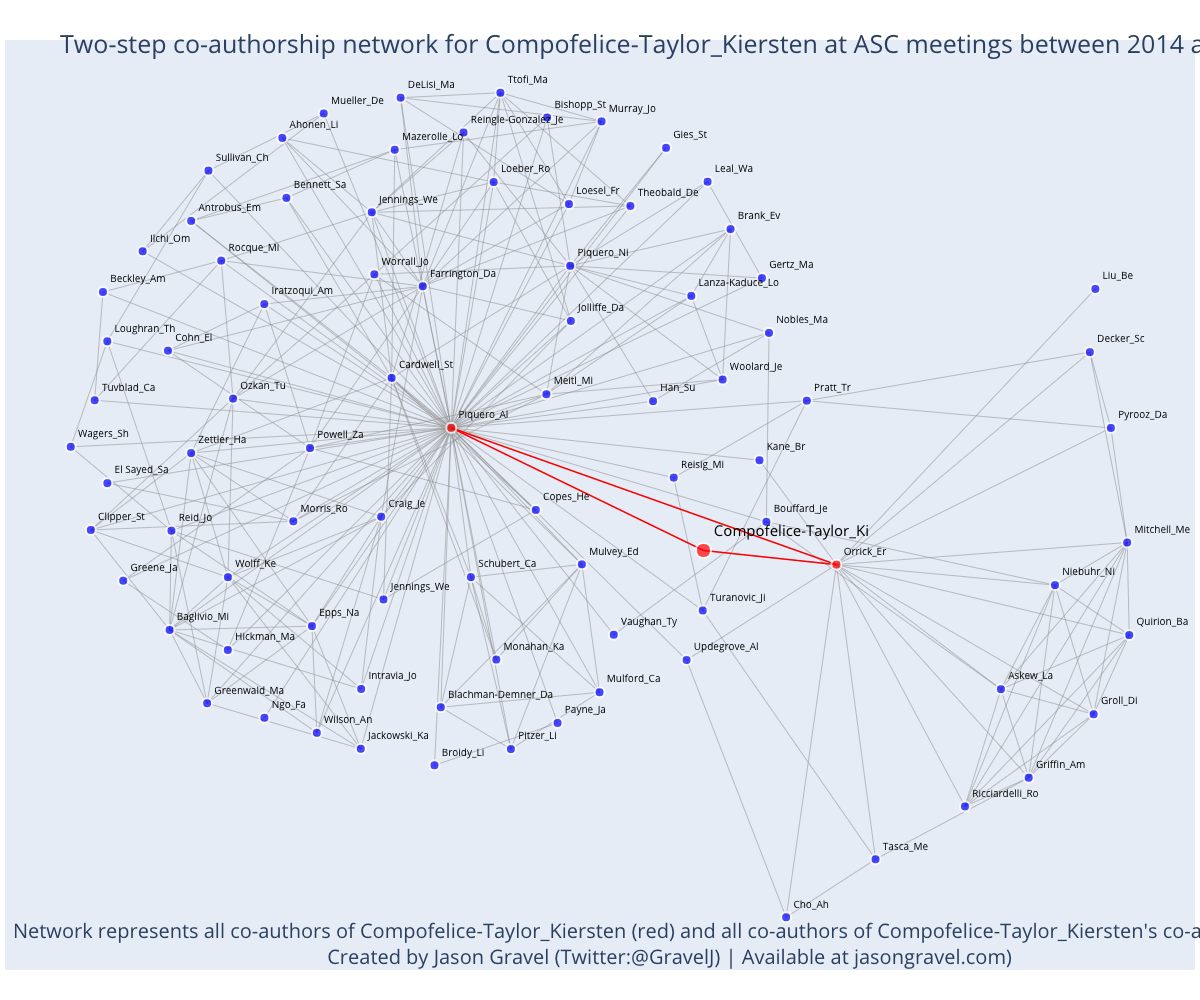 Two-step co-authorship network for Compofelice-Taylor_Kiersten at ASC meetings between 2014 a
Ttofi_Ma
DeLisi_Ma
Mueller_De
Bishopp_St
Murray_Jo
Reingle-Gonzalez_Je
Ahonen_Li
Mazerolle_Lo
Gies_St
Sullivan_Ch
Loeber_Ro
Leal_Wa
Bennett_Sa
Jennings_We
Loesel_Fr
Theobald_De
Antrobus_Em
Brank_Ev
Ilchi_Om
Rocque_Mi
Worrall_Jo
Piquero_Ni
Farrington_Da
Gertz_Ma
Liu_Be
Beckley_Am
Iratzoqui_Am
Lanza-Kaduce_Lo
Jolliffe_Da
Nobles_Ma
Loughran_Th
Cohn_El
Decker_Sc
Cardwell_St
Woolard_Je
Tuvblad_Ca
Ozkan_Tu
Meitl_Mi
Han_Su
Pratt_Tr
Piquero_Al
Pyrooz_Da
Wagers_Sh
Zettler_Ha
Powell_Za
Kane_Br
El Sayed_Sa
Reisig_Mi
Copes_He
Clipper_St
Reid_Jo
Morris_Ro
Craig_Je
Bouffard_Je
Compofelice-Taylor_Ki
Mitchell_Me
Orrick_Er
Greene_Ja
Wolff_Ke
Schubert_Ca
Mulvey_Ed
Niebuhr_Ni
Jennings_We
Turanovic_Ji
Baglivio_Mi
Epps_Na
Vaughan_Ty
Quirion_Ba
Hickman_Ma
Monahan_Ka
Updegrove_Al
Intravia_Jo
Askew_La
Greenwald_Ma
Blachman-Demner_Da
Mulford_Ca
Groll_Di
Ngo_Fa
Wilson_An
Payne_Ja
Jackowski_Ka
Pitzer_Li
Broidy_Li
Griffin_Am
Ricciardelli_Ro
Tasca_Me
Cho_Ah
Network represents all co-authors of Compofelice-Taylor_Kiersten (red) and all co-authors of Compofelice-Taylor_Kiersten's co-a
Created by Jason Gravel (Twitter:@GravelJ) | Available at jasongravel.com)